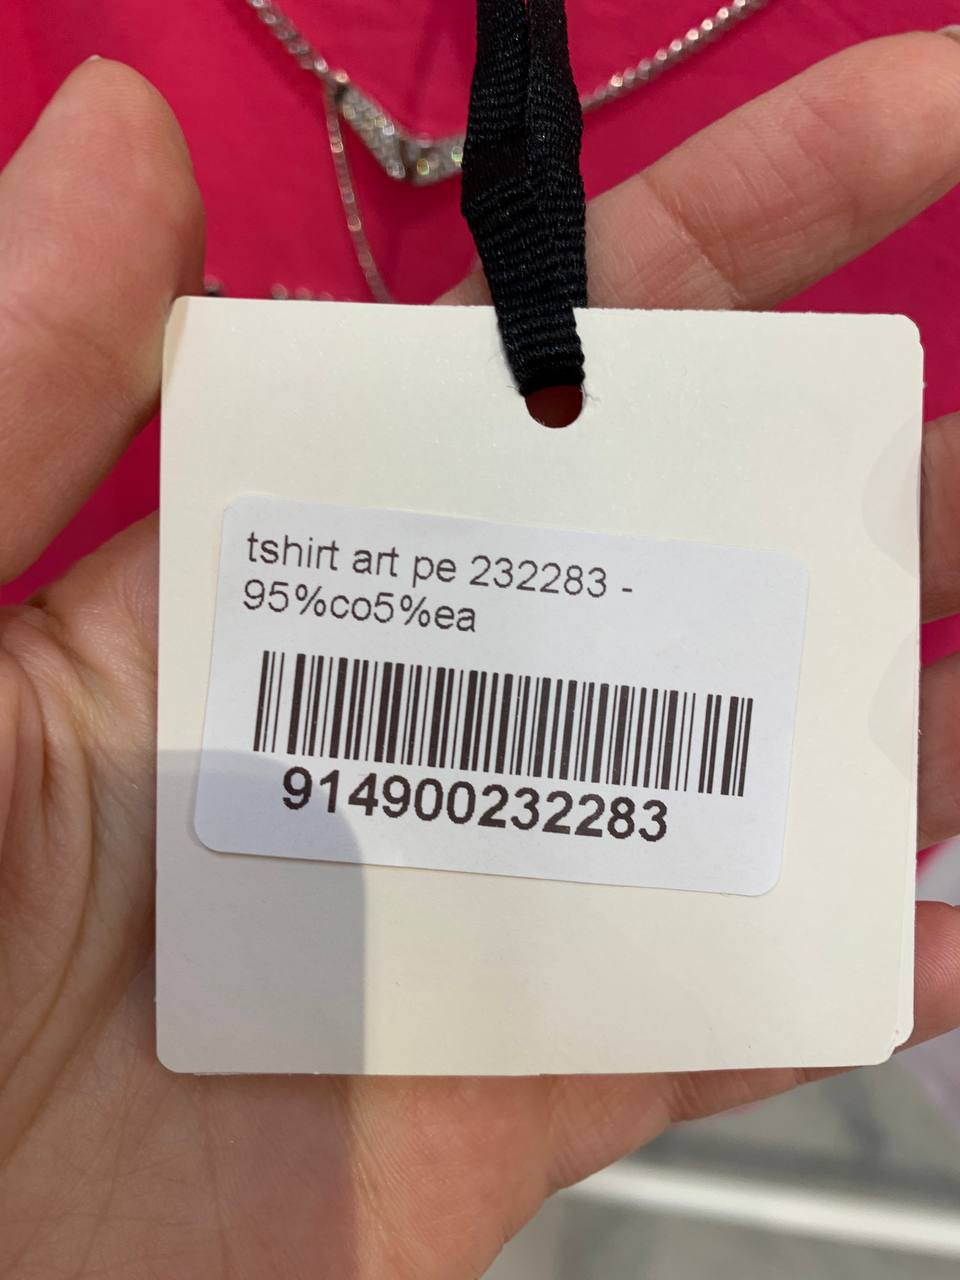 tshirt art pe 232283 -
95%co5%ea
914900232283